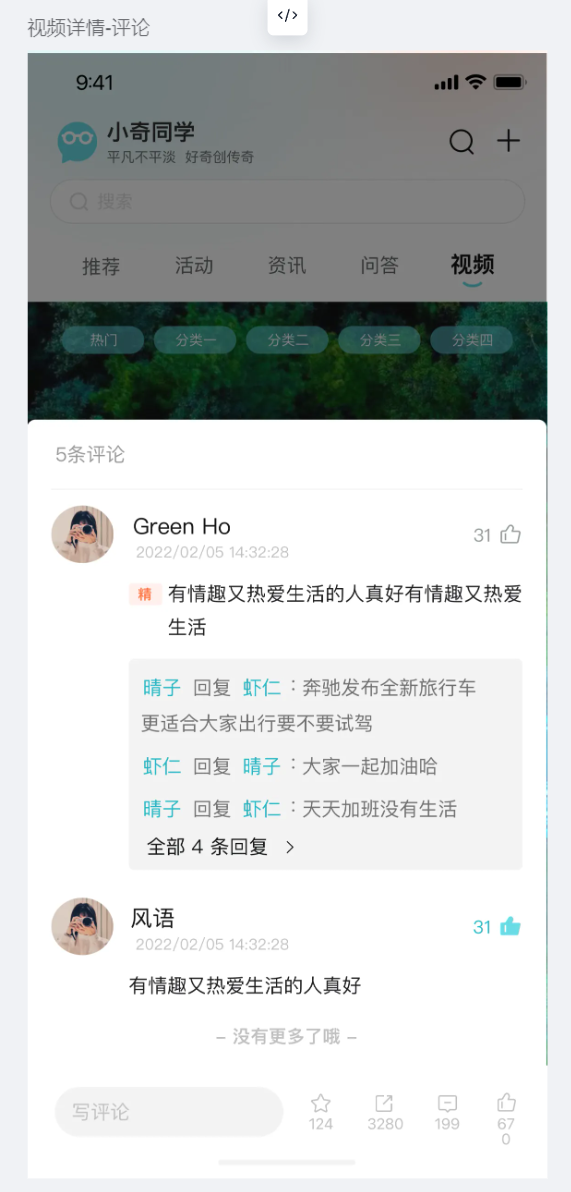 视频详情-评论
</>
9:41
小奇同学
平凡不平淡 好奇创传奇
搜索
推荐 活动 资讯 问答 视频
热门 分类一 分类二 分类三 分类四
5条评论
Green Ho
31
2022/02/05 14:32:28
精 有情趣又热爱生活的人真好有情趣又热爱
生活
晴子 回复 虾仁：奔驰发布全新旅行车
更适合大家出行要不要试驾
虾仁 回复 晴子：大家一起加油哈
晴子 回复 虾仁：天天加班没有生活
全部 4 条回复 >
风语
31
2022/02/05 14:32:28
有情趣又热爱生活的人真好
– 没有更多了哦 –
写评论
124 3280 199 67
0